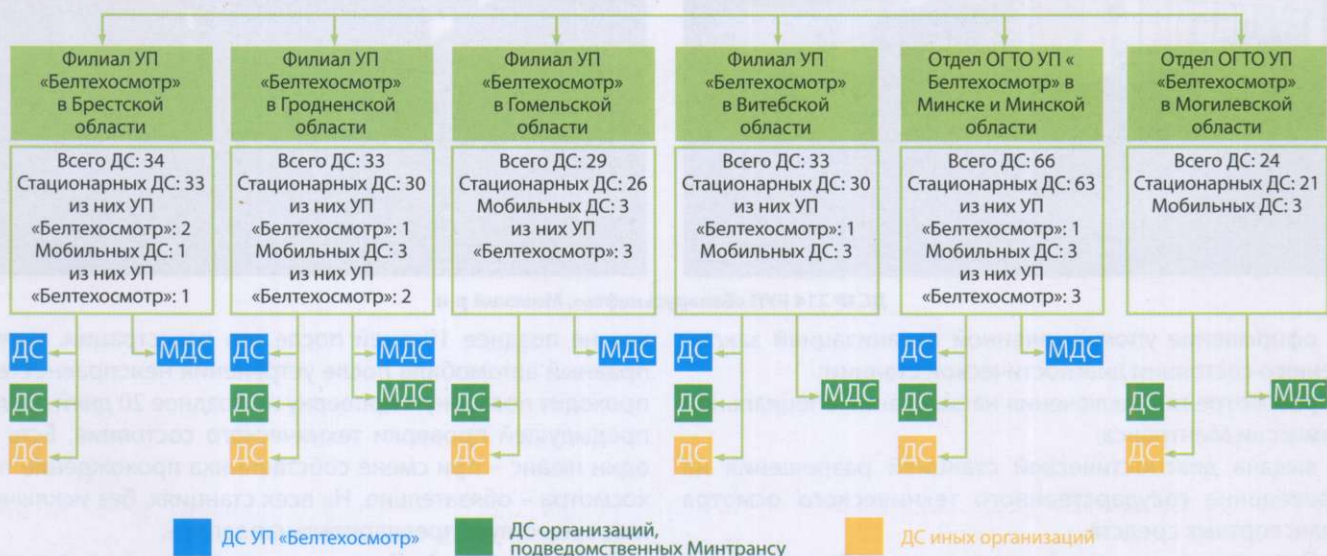 Филиал УП
«Белтехосмотр»
в Брестской
области
Всего ДС: 34
Стационарных ДС: 33
из них УП
«Белтехосмотр»: 2
Мобильных ДС: 1
из них УП
«Белтехосмотр»: 1
ДС
МДС
ДС
ДС
Филиал УП
«Белтехосмотр»
в Гродненской
области
Всего ДС: 33
Стационарных ДС: 30
из них УП
«Белтехосмотр»: 1
Мобильных ДС: 3
из них УП
«Белтехосмотр»: 2
ДС
МДС
ДС
МДС
ДС
Филиал УП
«Белтехосмотр»
в Гомельской
области
Всего ДС: 29
Стационарных ДС: 26
Мобильных ДС: 3
из них УП
«Белтехосмотр»: 3
МДС
ДС
ДС
Филиал УП
«Белтехосмотр»
в Витебской
области
Всего ДС: 33
Стационарных ДС: 30
из них УП
«Белтехосмотр»: 1
Мобильных ДС: 3
ДС
ДС
МДС
ДС
Отдел ОГТО УП «
Белтехосмотр» в
Минске и Минской
области
Всего ДС: 66
Стационарных ДС: 63
из них УП
«Белтехосмотр»: 1
Мобильных ДС: 3
из них УП
«Белтехосмотр»: 3
ДС
МДС
ДС
ДС
Отдел ОГТО УП
«Белтехосмотр»
в Могилевской
области
Всего ДС: 24
Стационарных ДС: 21
Мобильных ДС: 3
ДС
МДС
ДС
ДС УП «Белтехосмотр»
ДС организаций,
подведомственных Минтрансу
ДС иных организаций